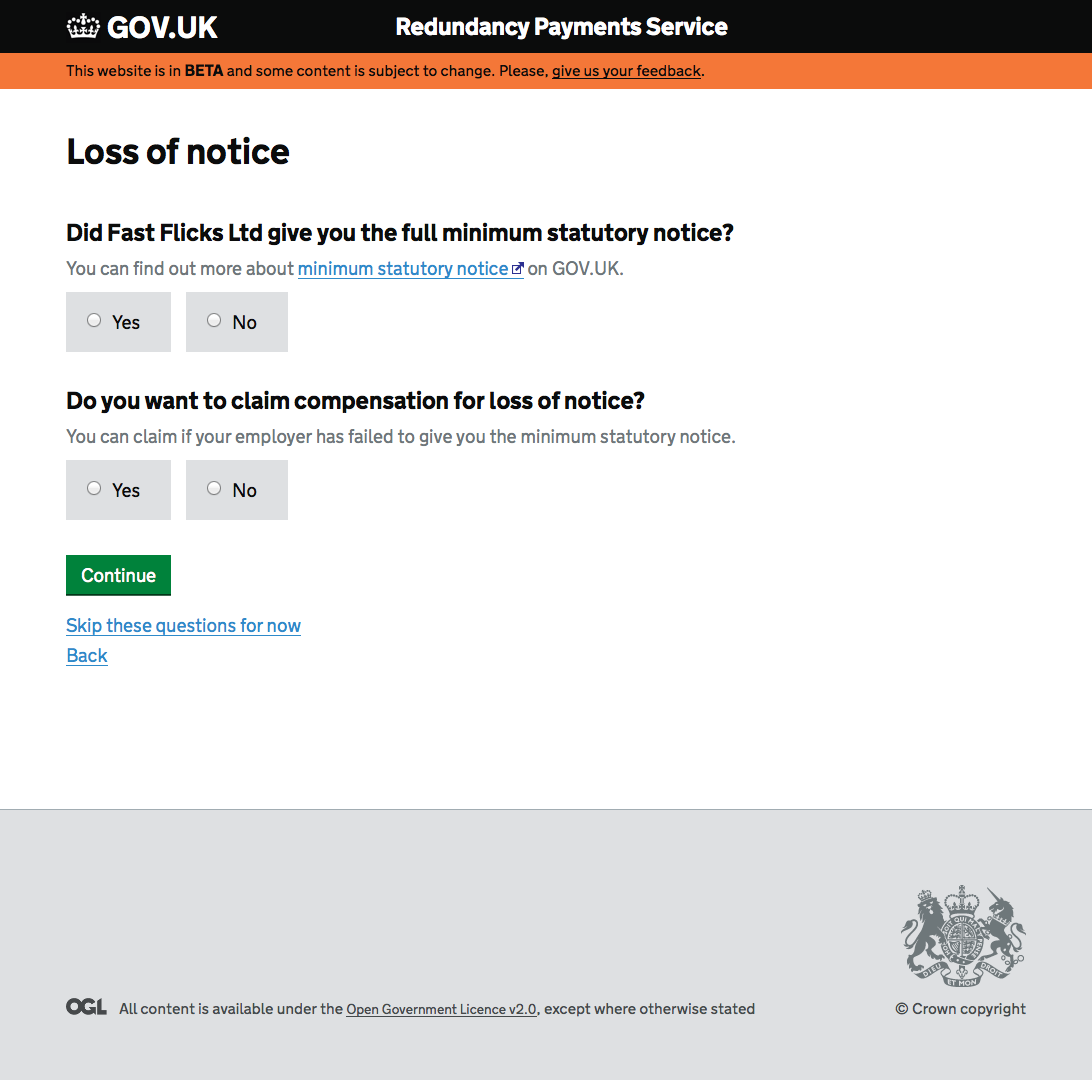 GOV.UK
Redundancy Payments Service
This website is in BETA and some content is subject to change. Please, give us your feedback.
Loss of notice
Did Fast Flicks Ltd give you the full minimum statutory notice?
You can find out more about minimum statutory notice on GOV.UK.
Yes
No
Do you want to claim compensation for loss of notice?
You can claim if your employer has failed to give you the minimum statutory notice.
Yes
No
Continue
Skip these questions for now
Back
DIEU ET MON DROIT
OGL All content is available under the Open Government Licence v2.0, except where otherwise stated
© Crown copyright